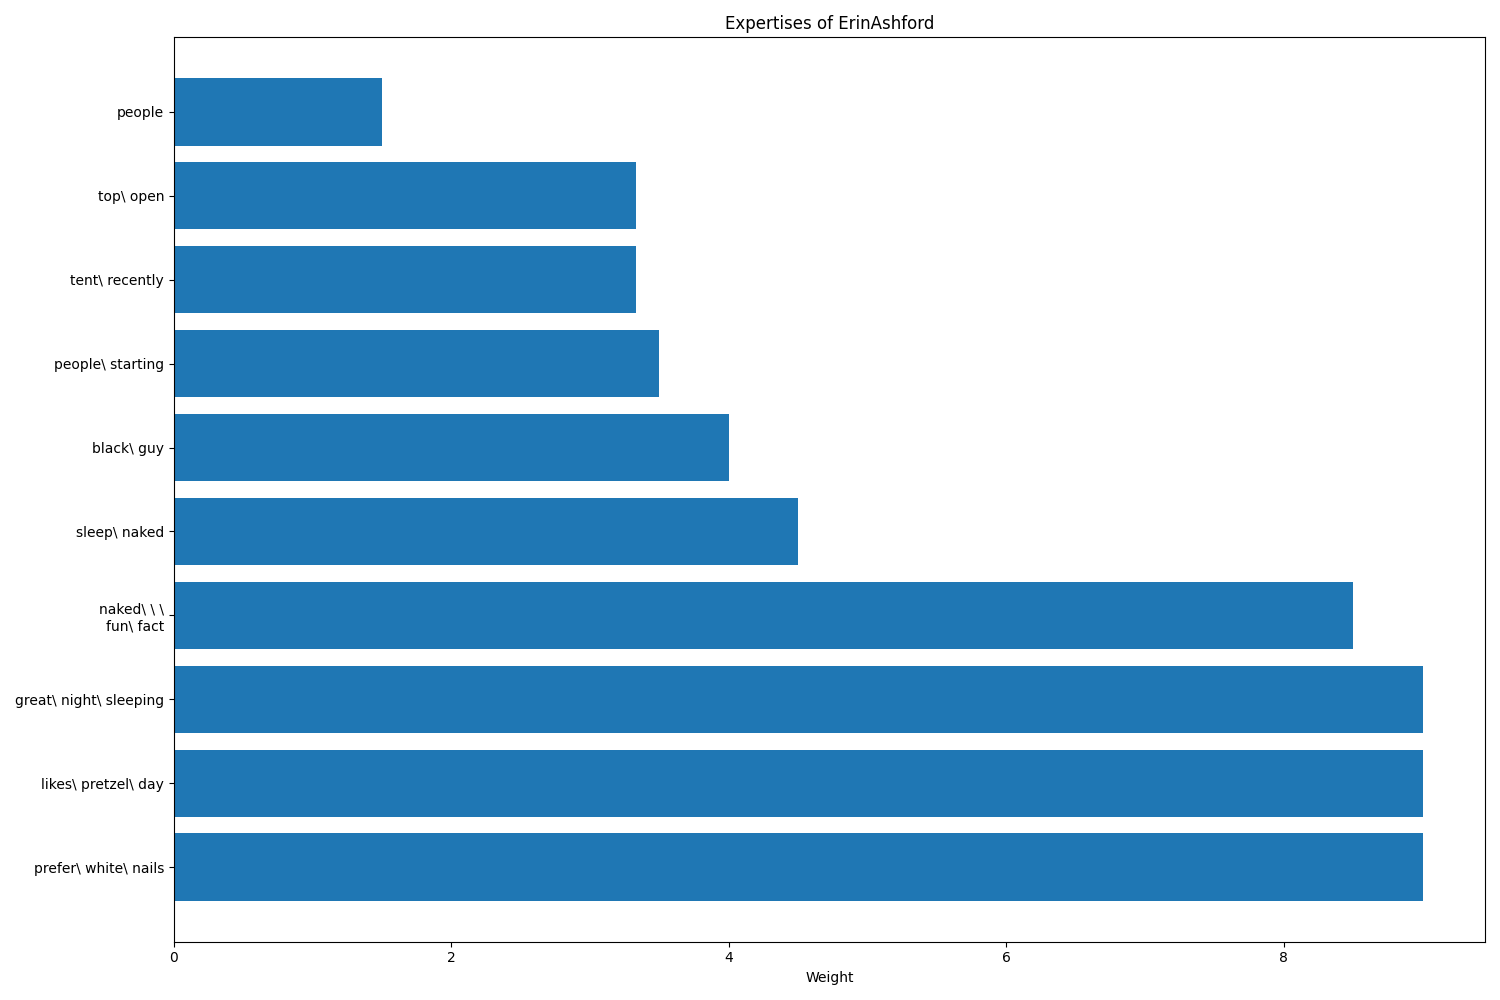 Expertises of ErinAshford
people
top\ open
tent\ recently
people\ starting
black\ guy
sleep\ naked
naked\ \ \
fun\ fact
great\ night\ sleeping
likes\ pretzel\ day
prefer\ white\ nails
0 2 4 6 8
Weight